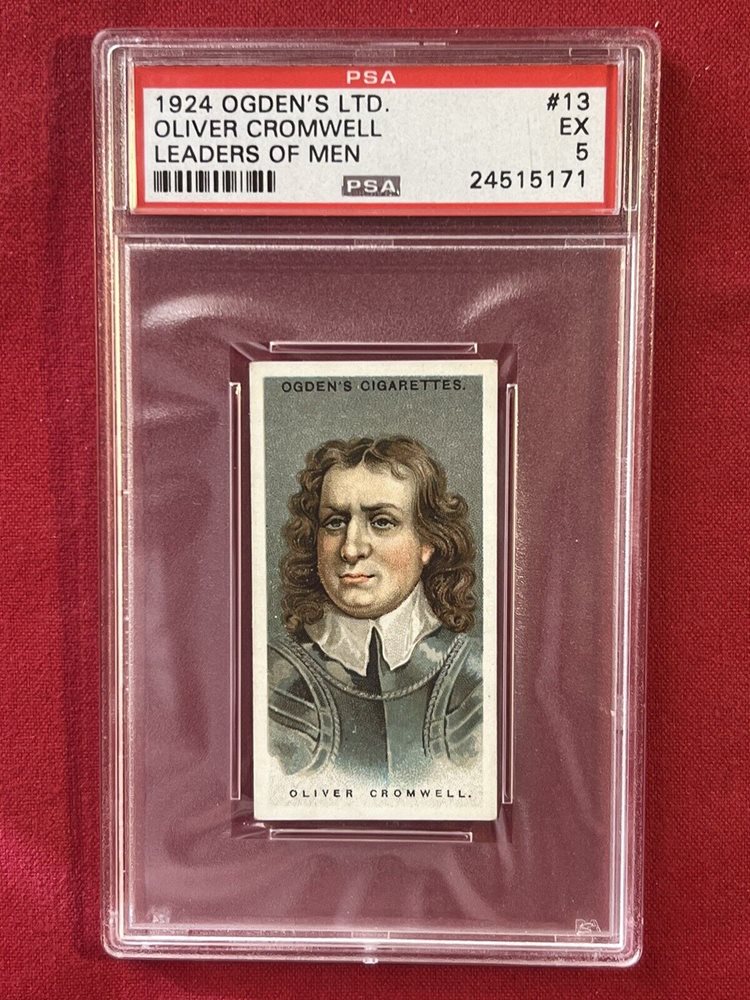 PSA
1924 OGDEN'S LTD. #13
OLIVER CROMWELL EX
LEADERS OF MEN 5
PSA 24515171
OGDEN'S CIGARETTES.
OLIVER CROMWELL.